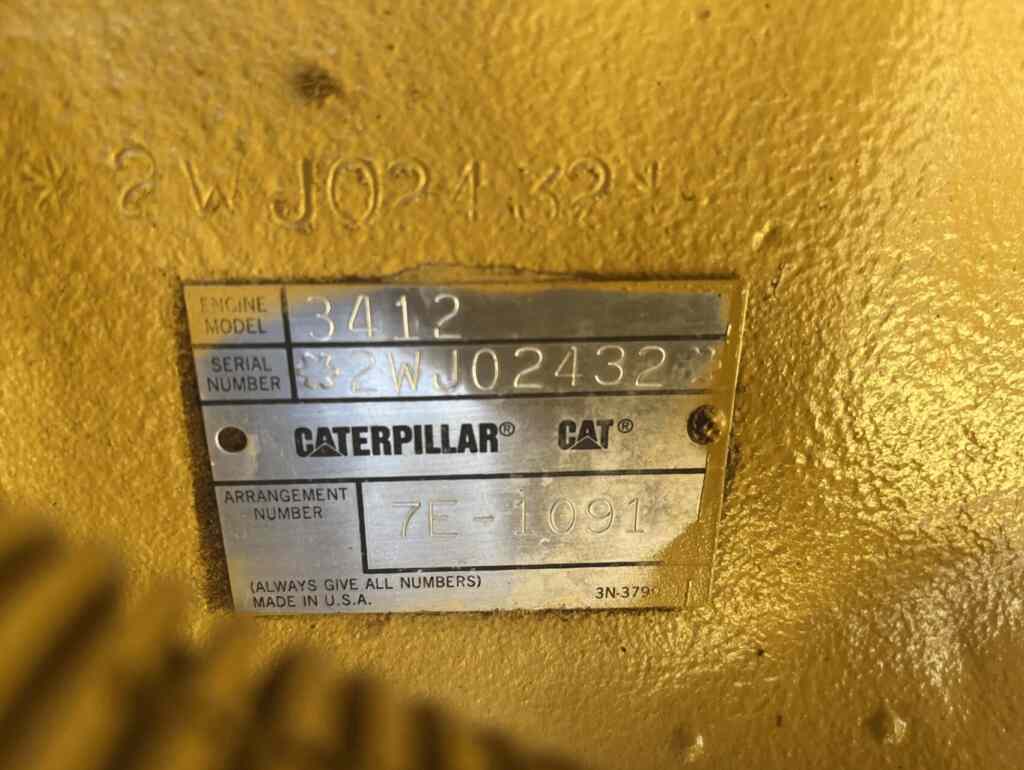 *2WJ02432*
ENGINE MODEL 3412
SERIAL NUMBER *2WJ02432*
CATERPILLAR® CAT®
ARRANGEMENT NUMBER 7E-1091
(ALWAYS GIVE ALL NUMBERS)
MADE IN U.S.A.